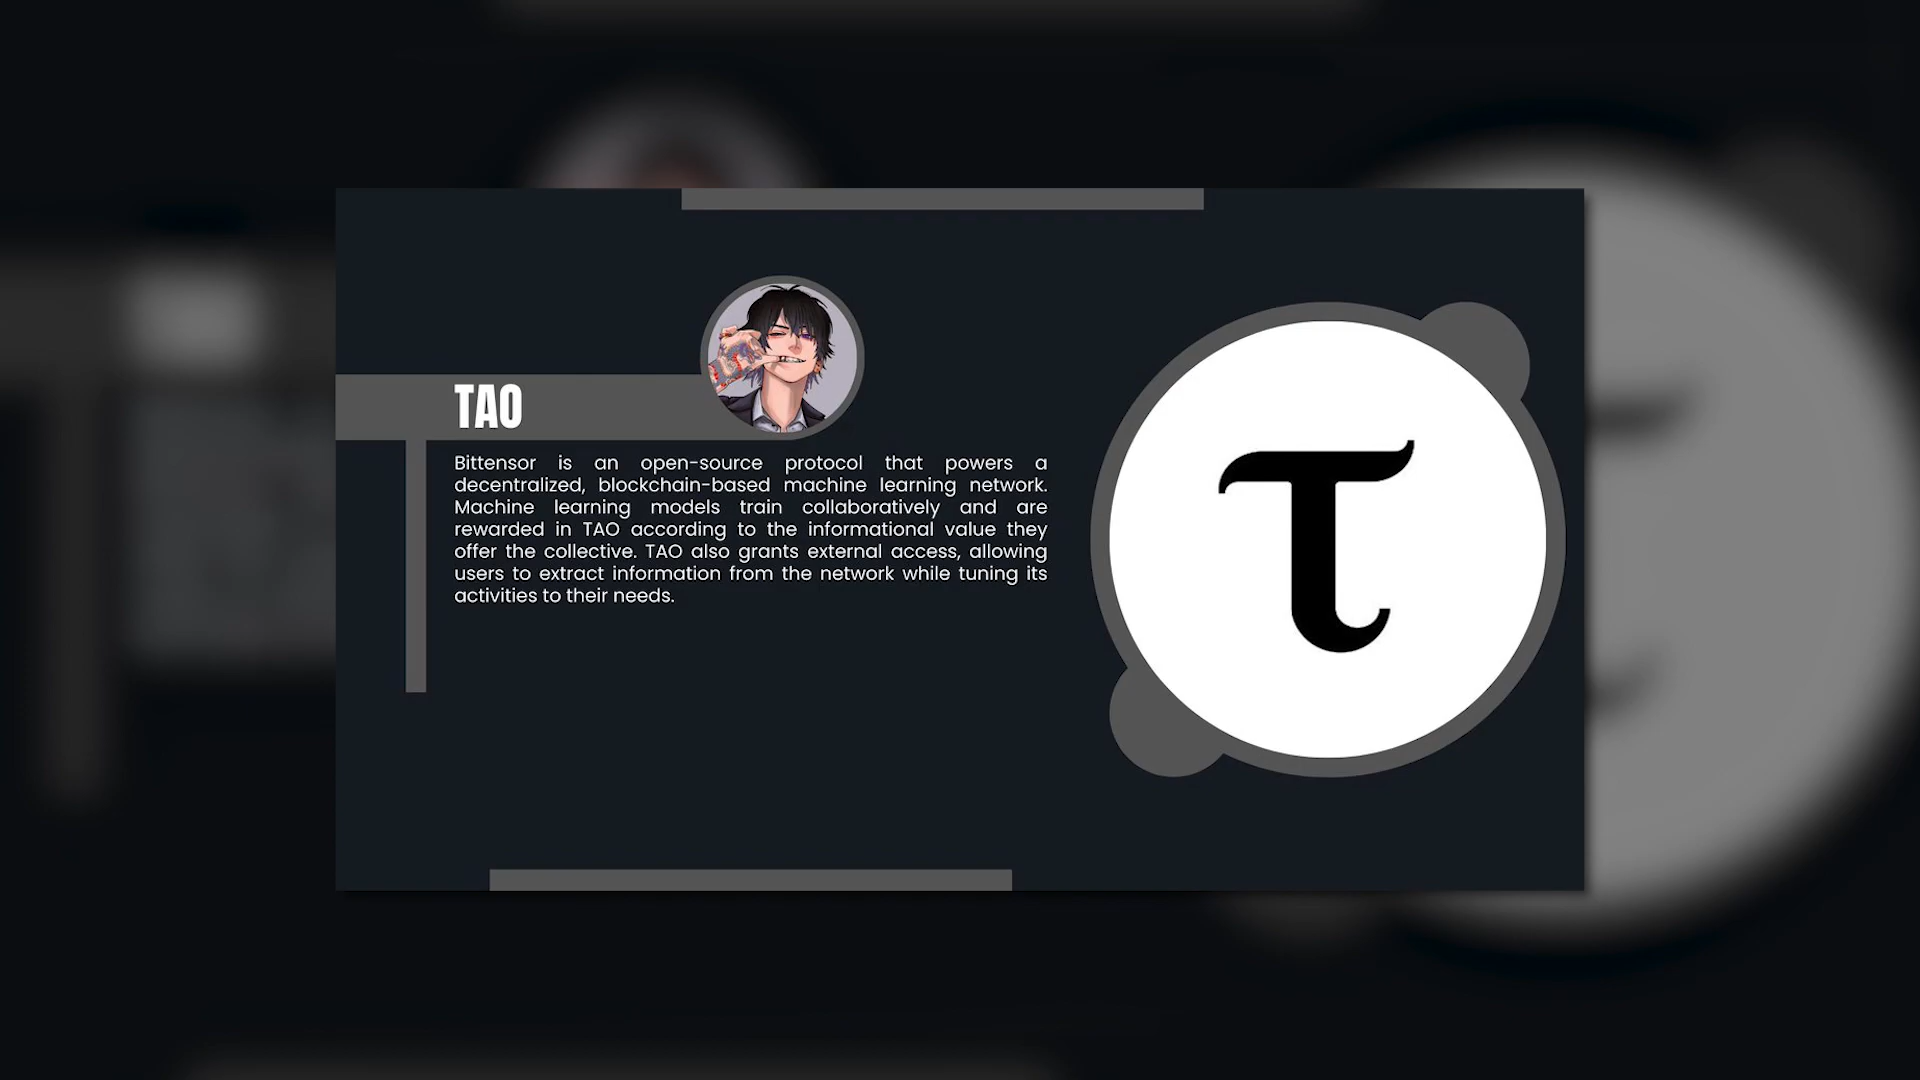 TAO
Bittensor is an open-source protocol that powers a
decentralized, blockchain-based machine learning network.
Machine learning models train collaboratively and are
rewarded in TAO according to the informational value they
offer the collective. TAO also grants external access, allowing
users to extract information from the network while tuning its
activities to their needs.
τ